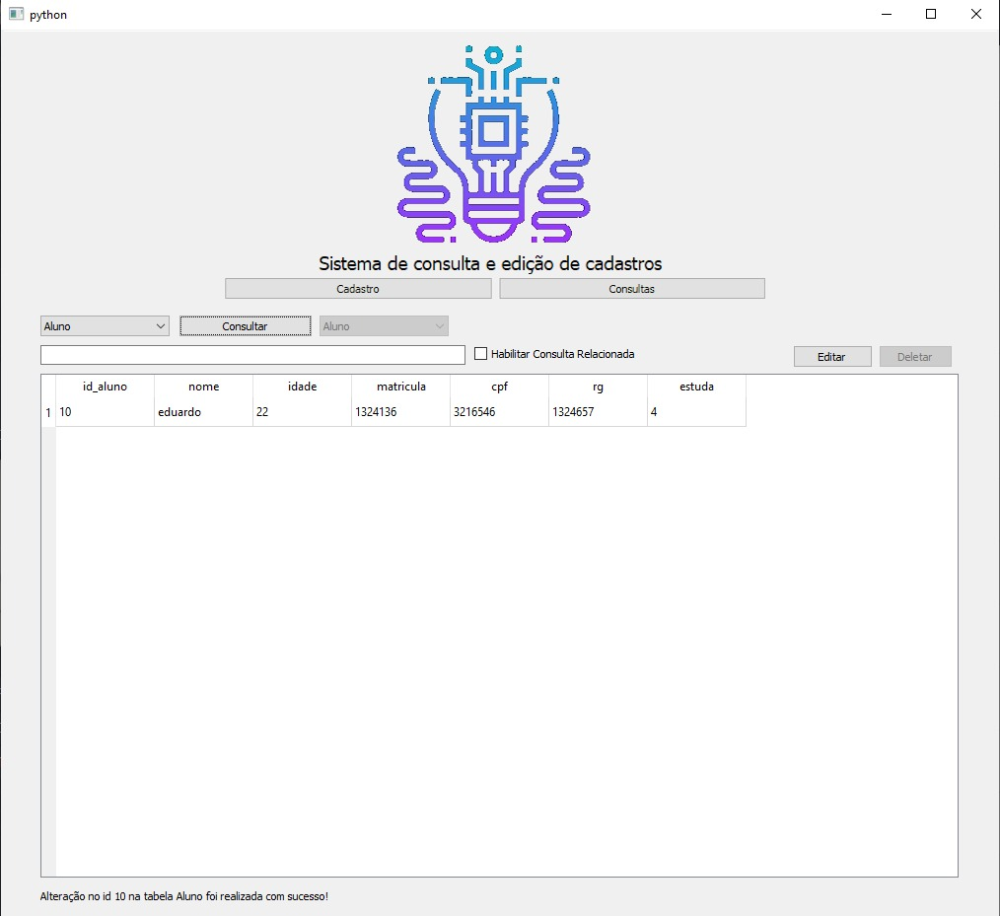 python
Sistema de consulta e edição de cadastros
Cadastro Consultas
Aluno Consultar Aluno
Habilitar Consulta Relacionada Editar Deletar
id_aluno nome idade matricula cpf rg estuda
1 10 eduardo 22 1324136 3216546 1324657 4
Alteração no id 10 na tabela Aluno foi realizada com sucesso!